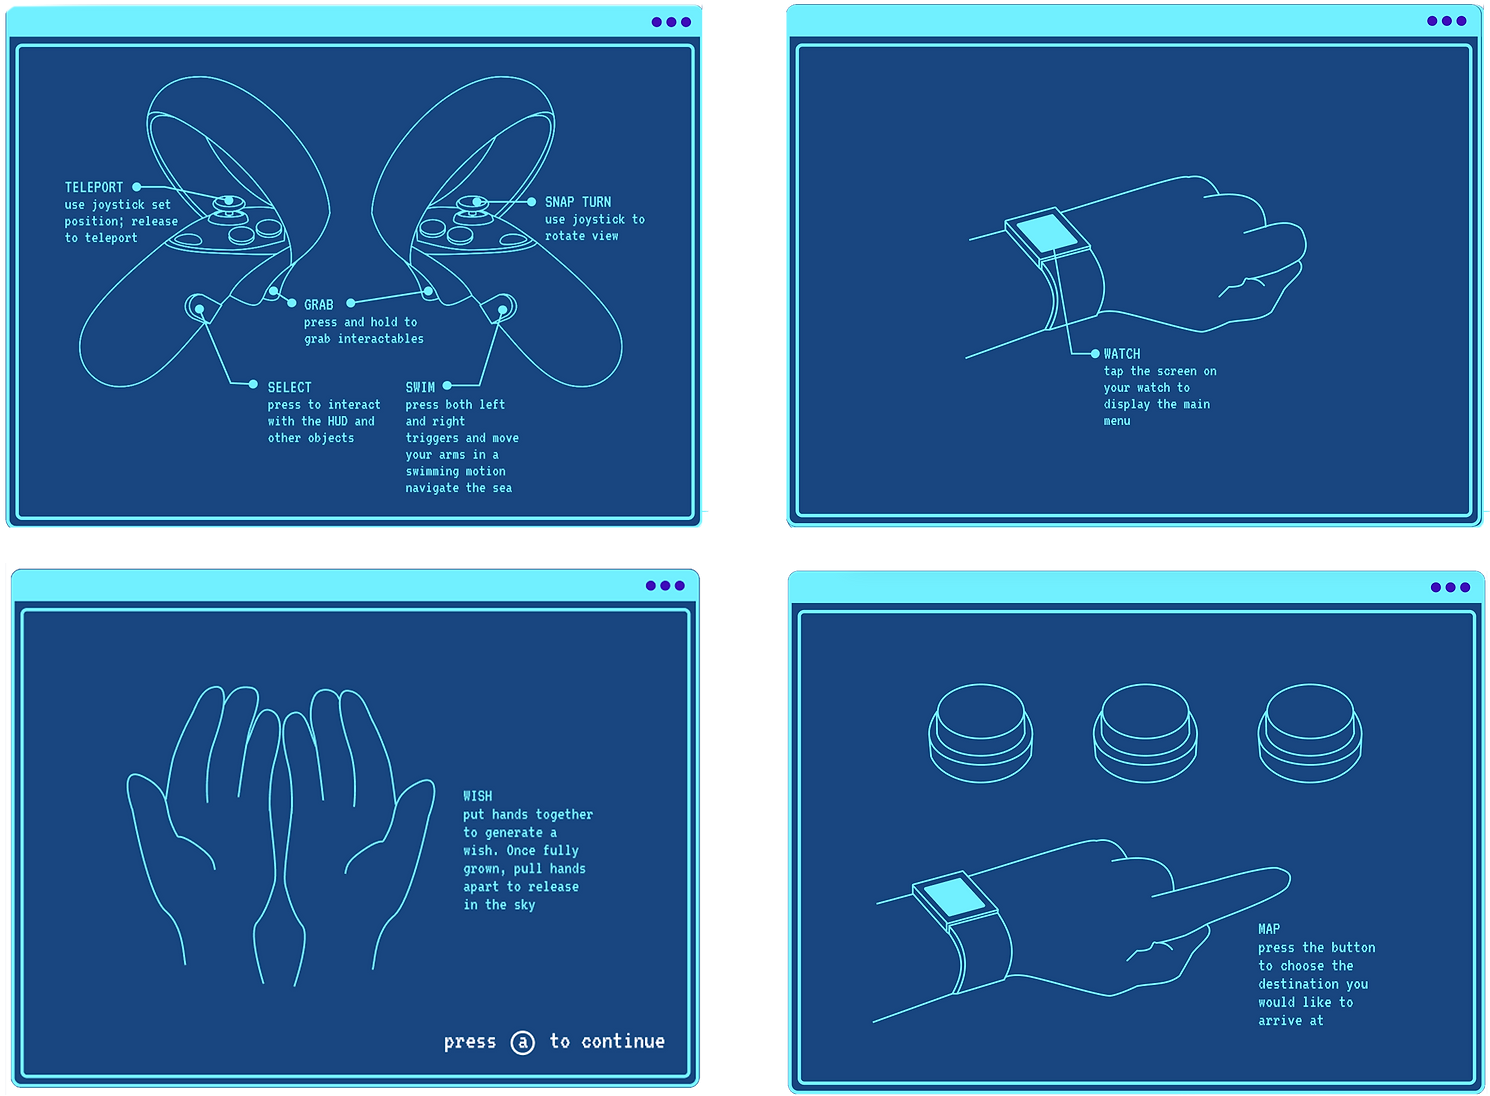 TELEPORT
use joystick set
position; release
to teleport
SNAP TURN
use joystick to
rotate view
GRAB
press and hold to
grab interactables
SELECT
press to interact
with the HUD and
other objects
SWIM
press both left
and right
triggers and move
your arms in a
swimming motion
navigate the sea
WATCH
tap the screen on
your watch to
display the main
menu
WISH
put hands together
to generate a
wish. Once fully
grown, pull hands
apart to release
in the sky
press a to continue
MAP
press the button
to choose the
destination you
would like to
arrive at